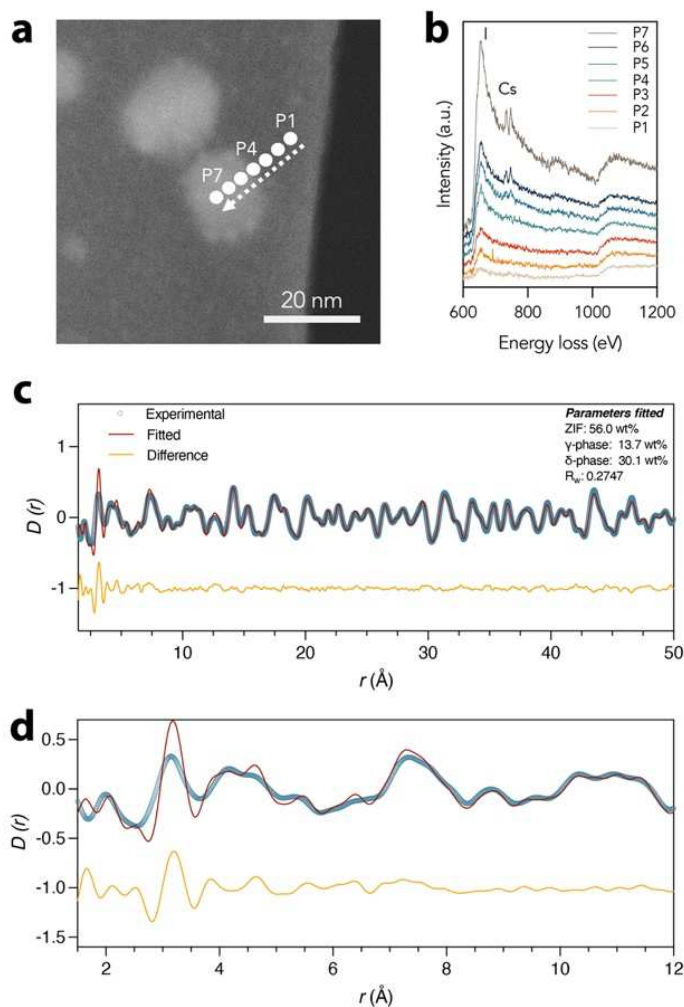 a
P1
P4
P7
20 nm
b
I
Cs
P7
P6
P5
P4
P3
P2
P1
Intensity (a.u.)
600 800 1000 1200
Energy loss (eV)
c
Experimental
Fitted
Difference
Parameters fitted
ZIF: 56.0 wt%
γ-phase: 13.7 wt%
δ-phase: 30.1 wt%
Rw: 0.2747
D (r)
1
0
-1
10 20 30 40 50
r (Å)
d
D (r)
0.5
0.0
-0.5
-1.0
-1.5
2 4 6 8 10 12
r (Å)